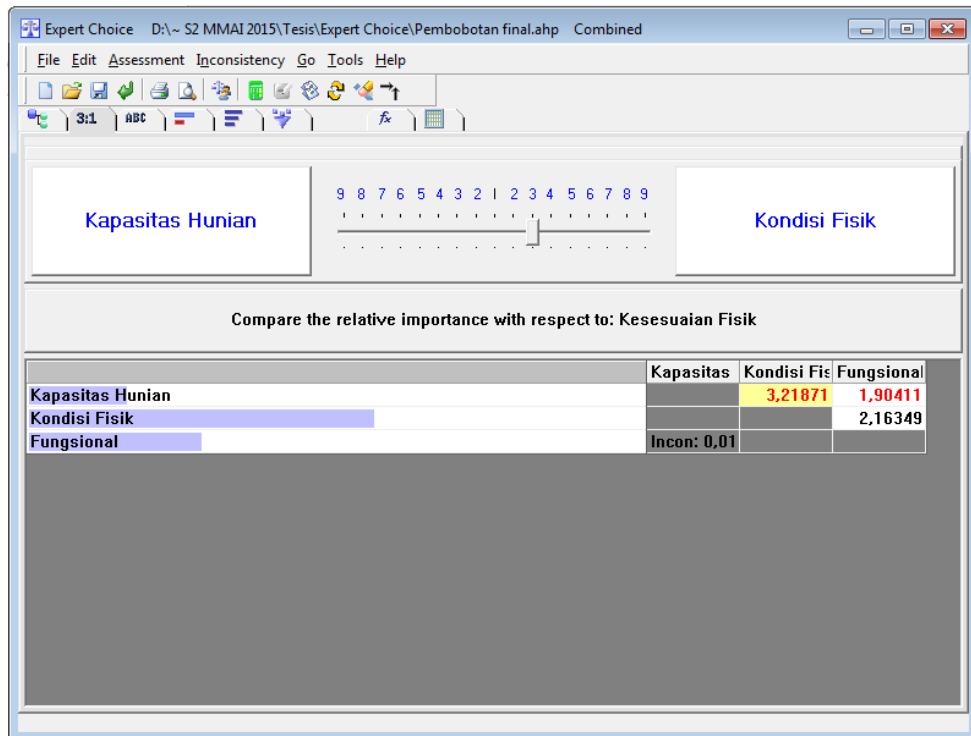 Expert Choice D:\~ S2 MMAI 2015\Tesis\Expert Choice\Pembobotan final.ahp Combined
File Edit Assessment Inconsistency Go Tools Help
3:1 ABC fx
9 8 7 6 5 4 3 2 1 2 3 4 5 6 7 8 9
Kapasitas Hunian Kondisi Fisik
Compare the relative importance with respect to: Kesesuaian Fisik
Kapasitas Kondisi Fis Fungsional
Kapasitas Hunian 3,21871 1,90411
Kondisi Fisik 2,16349
Fungsional Incon: 0,01